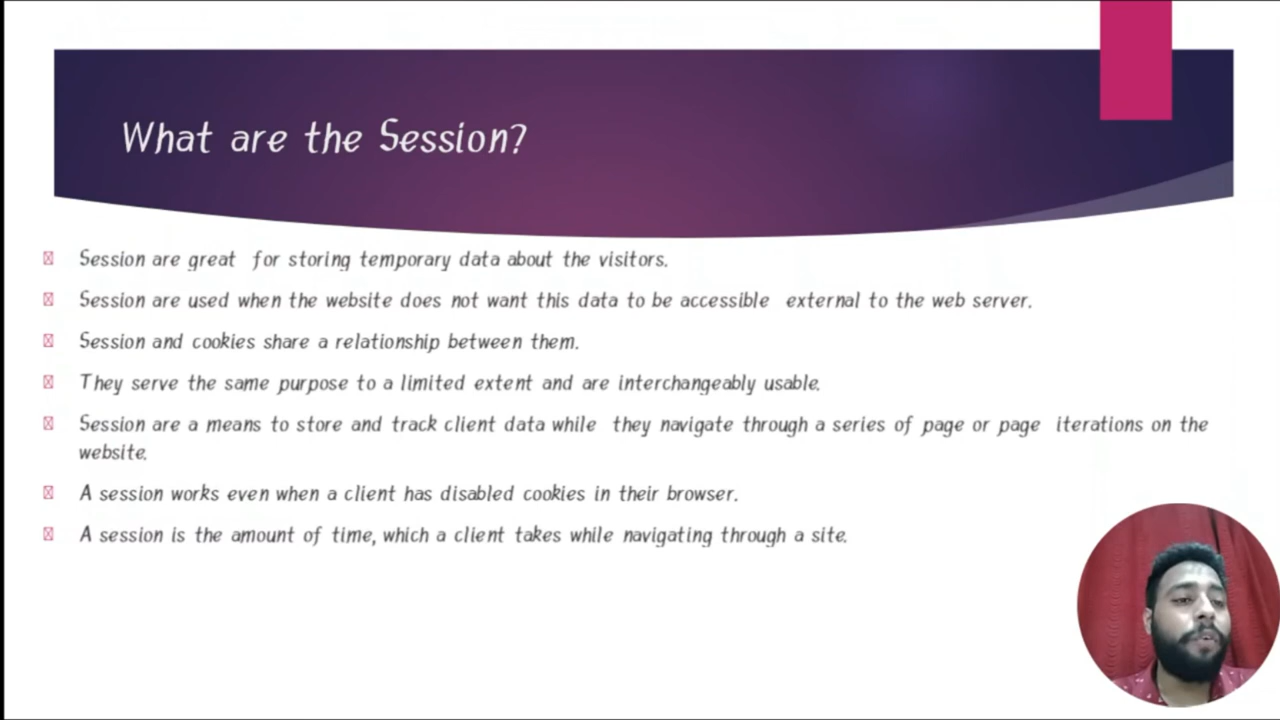 What are the Session?
Session are great for storing temporary data about the visitors.
Session are used when the website does not want this data to be accessible external to the web server.
Session and cookies share a relationship between them.
They serve the same purpose to a limited extent and are interchangeably usable.
Session are a means to store and track client data while they navigate through a series of page or page iterations on the
website.
A session works even when a client has disabled cookies in their browser.
A session is the amount of time, which a client takes while navigating through a site.